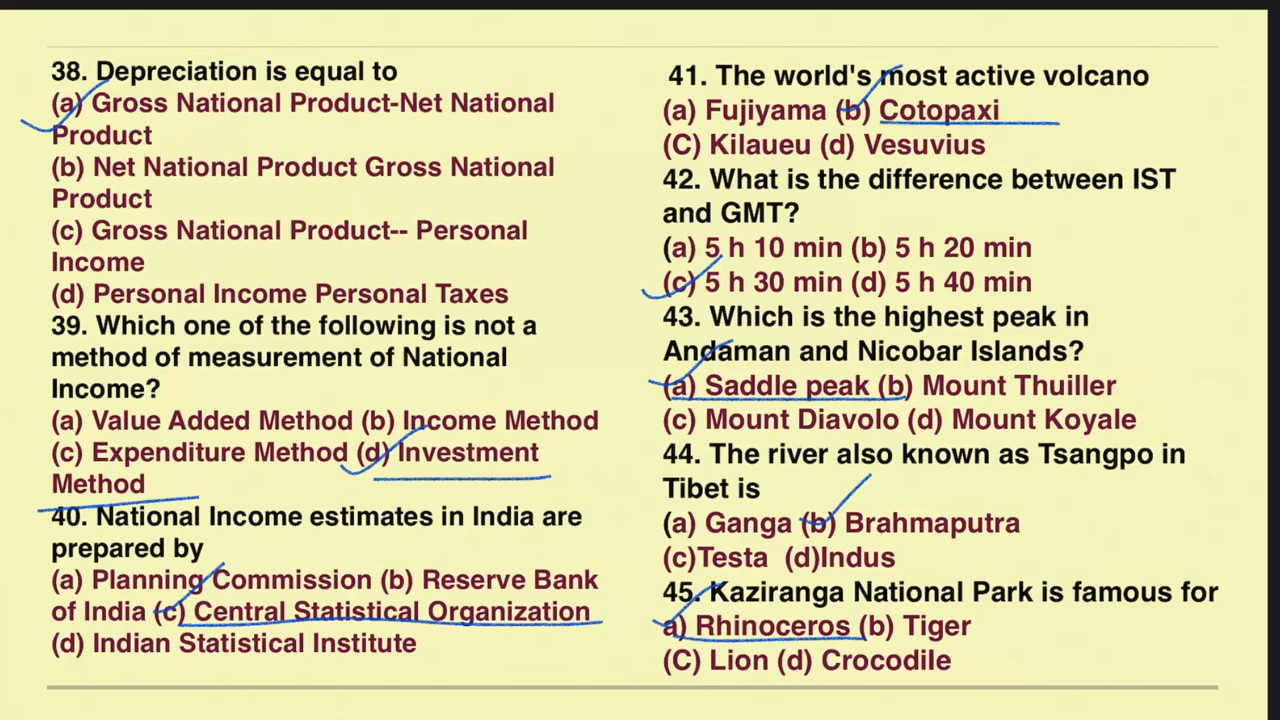 38. Depreciation is equal to
(a) Gross National Product-Net National
Product
(b) Net National Product Gross National
Product
(c) Gross National Product-- Personal
Income
(d) Personal Income Personal Taxes
39. Which one of the following is not a
method of measurement of National
Income?
(a) Value Added Method (b) Income Method
(c) Expenditure Method (d) Investment
Method
40. National Income estimates in India are
prepared by
(a) Planning Commission (b) Reserve Bank
of India (c) Central Statistical Organization
(d) Indian Statistical Institute
41. The world's most active volcano
(a) Fujiyama (b) Cotopaxi
(C) Kilaueu (d) Vesuvius
42. What is the difference between IST
and GMT?
(a) 5 h 10 min (b) 5 h 20 min
(c) 5 h 30 min (d) 5 h 40 min
43. Which is the highest peak in
Andaman and Nicobar Islands?
(a) Saddle peak (b) Mount Thuiller
(c) Mount Diavolo (d) Mount Koyale
44. The river also known as Tsangpo in
Tibet is
(a) Ganga (b) Brahmaputra
(c)Testa (d)Indus
45. Kaziranga National Park is famous for
a) Rhinoceros (b) Tiger
(C) Lion (d) Crocodile